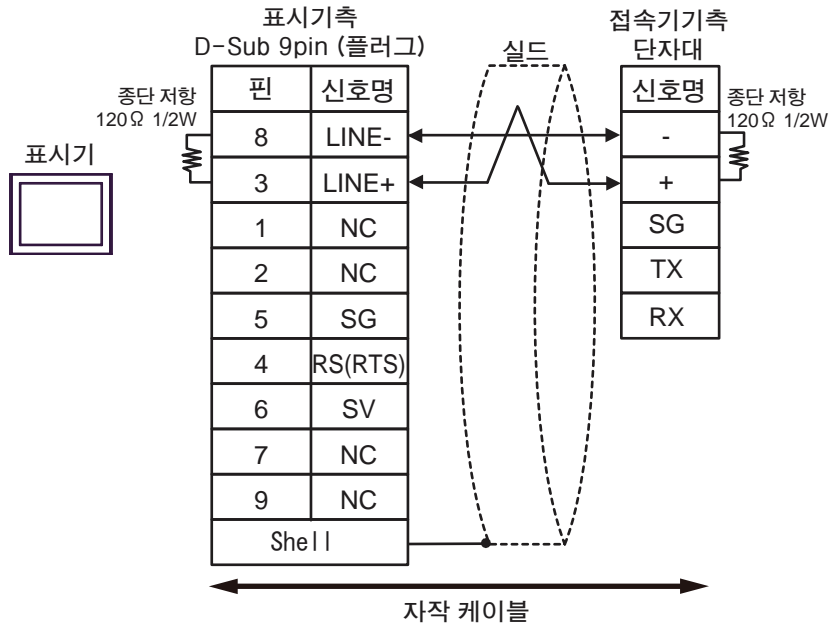 표시기측
D-Sub 9pin (플러그)
접속기기측
단자대
실드
종단 저항
120Ω 1/2W
표시기
핀 신호명
8 LINE-
3 LINE+
1 NC
2 NC
5 SG
4 RS(RTS)
6 SV
7 NC
9 NC
Shell
신호명
-
+
SG
TX
RX
종단 저항
120Ω 1/2W
자작 케이블